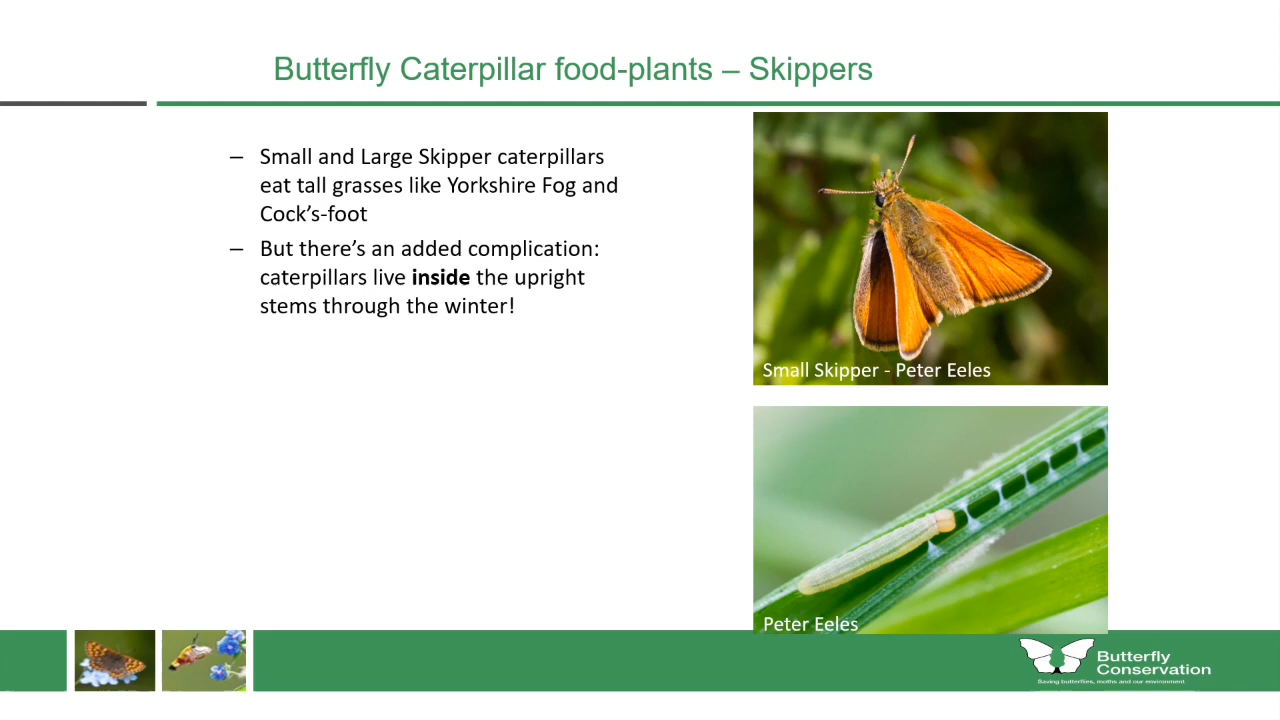 Butterfly Caterpillar food-plants – Skippers
– Small and Large Skipper caterpillars
eat tall grasses like Yorkshire Fog and
Cock’s-foot
– But there’s an added complication:
caterpillars live inside the upright
stems through the winter!
Small Skipper - Peter Eeles
Peter Eeles
Butterfly
Conservation
Saving butterflies, moths and our environment